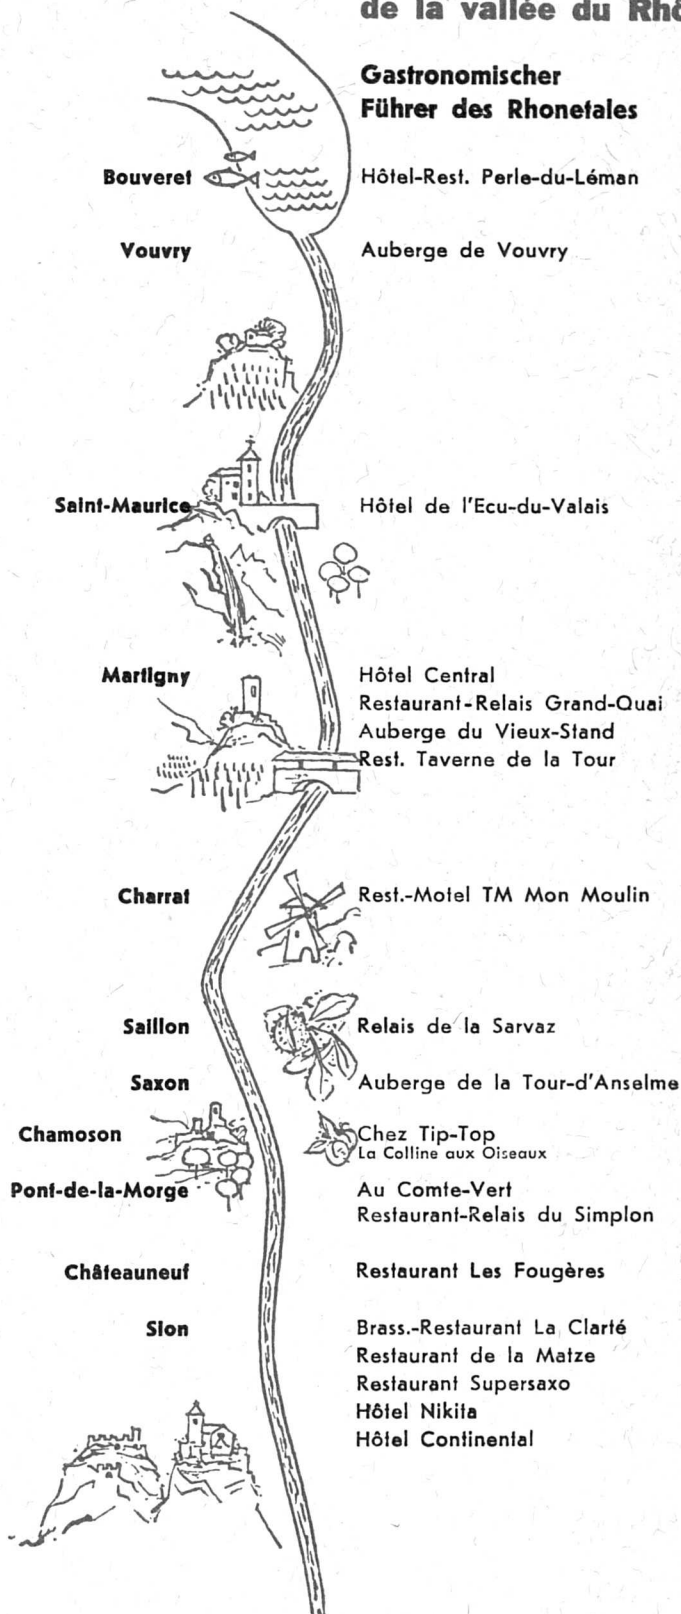 de la vallée du
Gastronomischer
Führer des Rhonetales
Bouveret Hôtel-Rest. Perle-du-Léman
Vouvry Auberge de Vouvry
Saint-Maurice Hôtel de l'Ecu-du-Valais
Martigny Hôtel Central
Restaurant-Relais Grand-Quai
Auberge du Vieux-Stand
Rest. Taverne de la Tour
Charrat Rest.-Motel TM Mon Moulin
Saillon Relais de la Sarvaz
Saxon Auberge de la Tour-d'Anselme
Chamoson Chez Tip-Top
La Colline aux Oiseaux
Pont-de-la-Morge Au Comte-Vert
Restaurant-Relais du Simplon
Châteauneuf Restaurant Les Fougères
Sion Brass.-Restaurant La Clarté
Restaurant de la Matze
Restaurant Supersaxo
Hôtel Nikita
Hôtel Continental